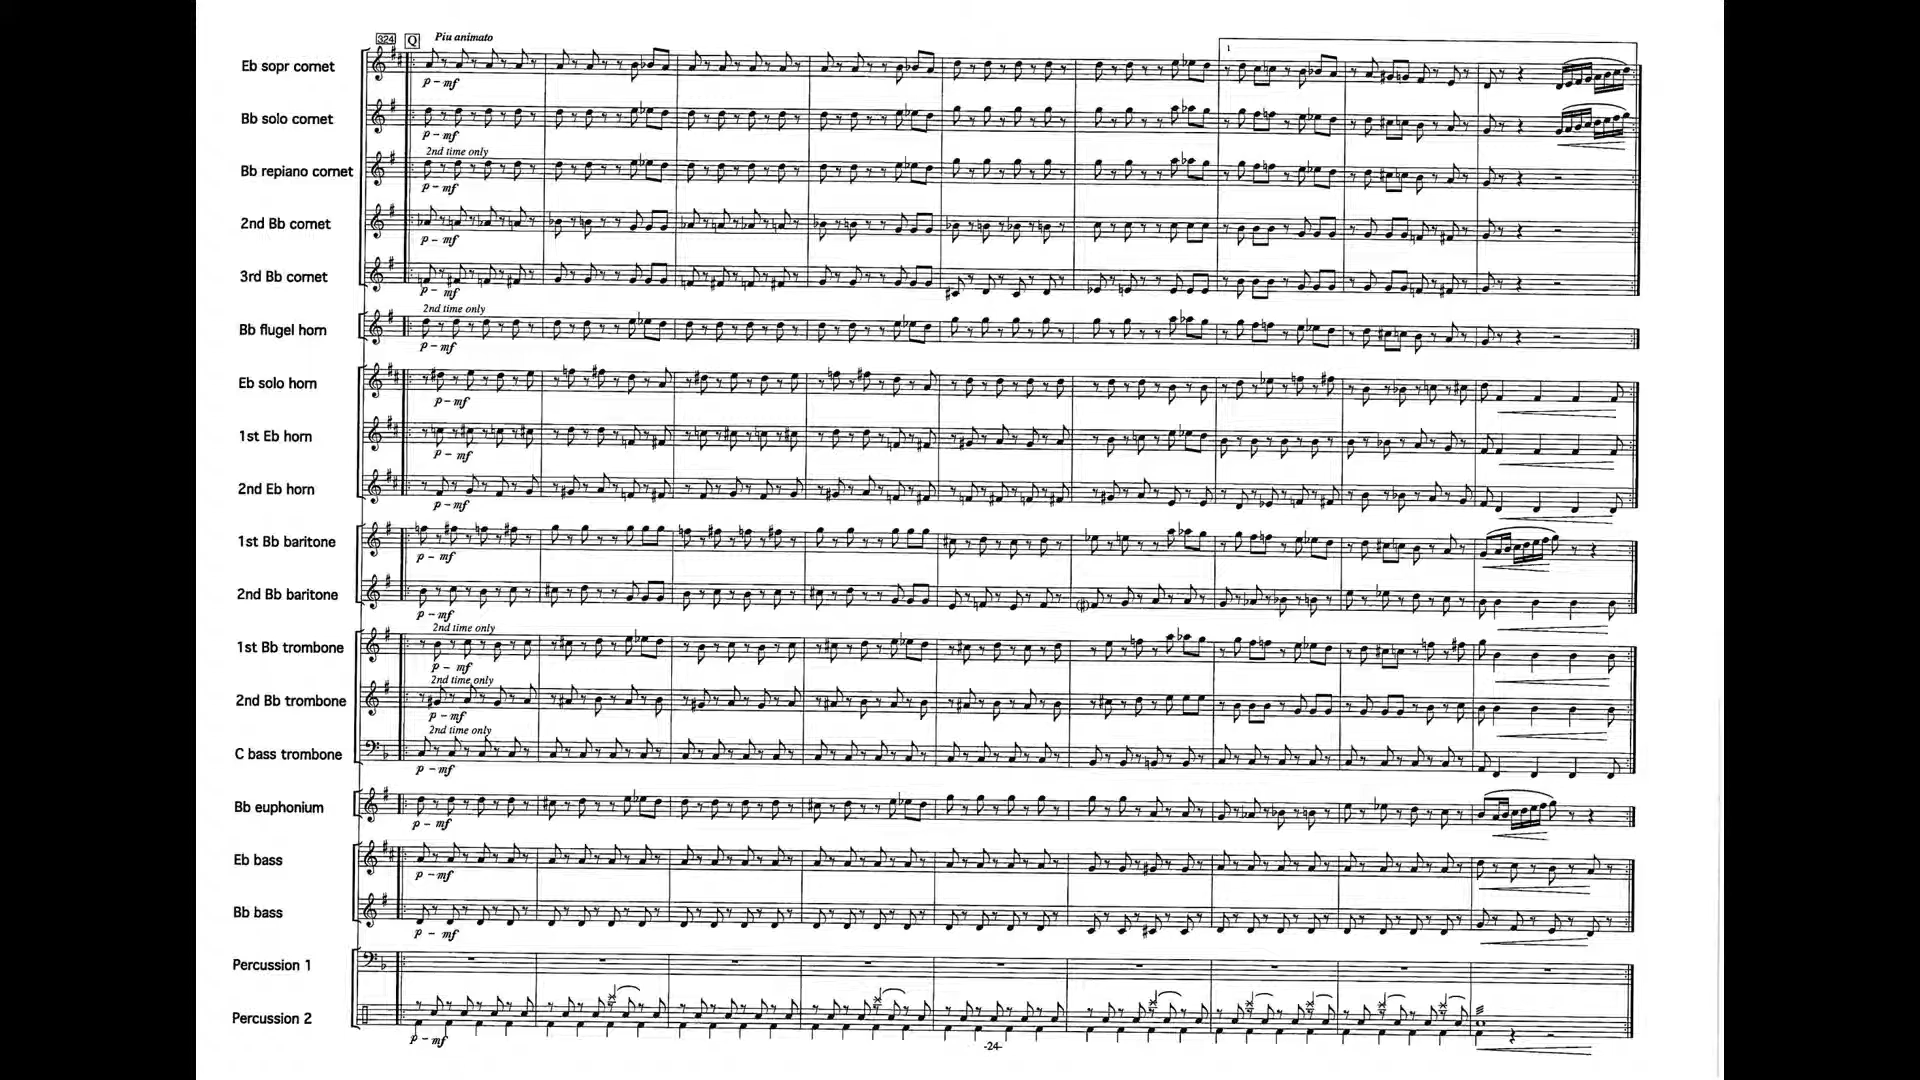 324 Q Piu animato
1
Eb sopr cornet
p – mf
Bb solo cornet
p – mf
2nd time only
Bb repiano cornet
p – mf
2nd Bb cornet
p – mf
3rd Bb cornet
p – mf
2nd time only
Bb flugel horn
p – mf
Eb solo horn
p – mf
1st Eb horn
p – mf
2nd Eb horn
p – mf
1st Bb baritone
p – mf
2nd Bb baritone
p – mf
2nd time only
1st Bb trombone
p – mf
2nd time only
2nd Bb trombone
p – mf
2nd time only
C bass trombone
p – mf
Bb euphonium
p – mf
Eb bass
p – mf
Bb bass
p – mf
Percussion 1
Percussion 2
p – mf
-24-